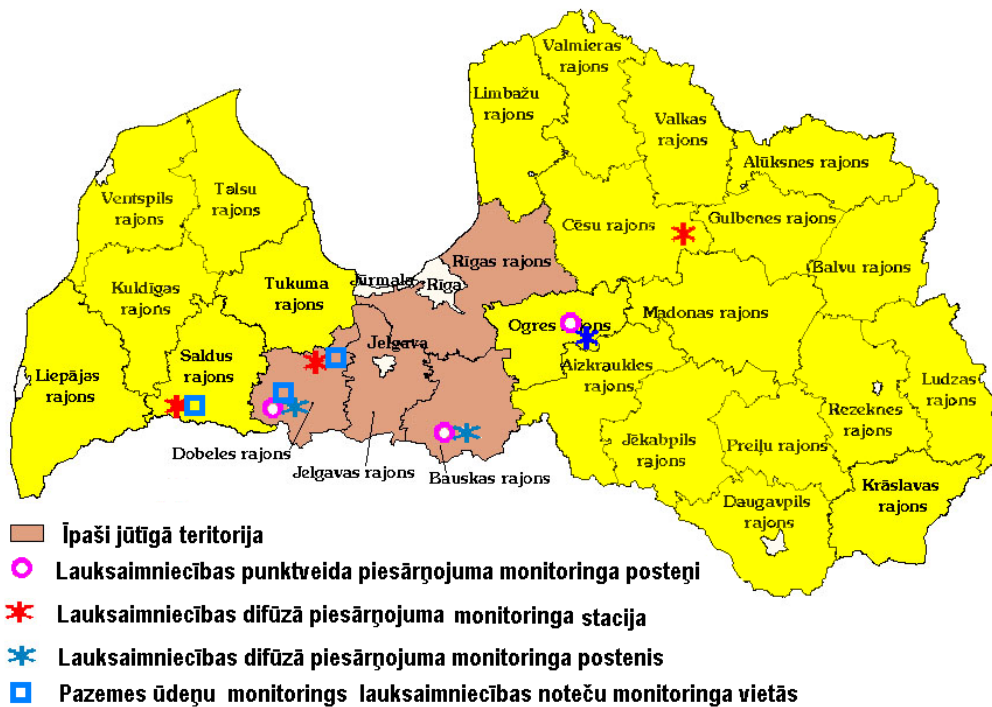 Valmieras
rajons
Limbažu
rajons
Valkas
rajons
Alūksnes rajons
Ventspils
rajons
Talsu
rajons
Cēsu rajons
Gulbenes rajons
Rīgas rajons
Balvu rajons
Kuldīgas
rajons
Tukuma
rajons
Jūrmala
Rīga
Ogres rajons
Madonas rajons
Liepājas
rajons
Saldus
rajons
Jelgava
Aizkraukles
rajons
Ludzas
rajons
Rezeknes
rajons
Dobeles rajons
Jelgavas rajons
Bauskas rajons
Jēkabpils
rajons
Preiļu rajons
Krāslavas
rajons
Daugavpils
rajons
Īpaši jūtīgā teritorija
Lauksaimniecības punktveida piesārņojuma monitoringa posteņi
Lauksaimniecības difūzā piesārņojuma monitoringa stacija
Lauksaimniecības difūzā piesārņojuma monitoringa postenis
Pazemes ūdeņu monitorings lauksaimniecības noteču monitoringa vietās